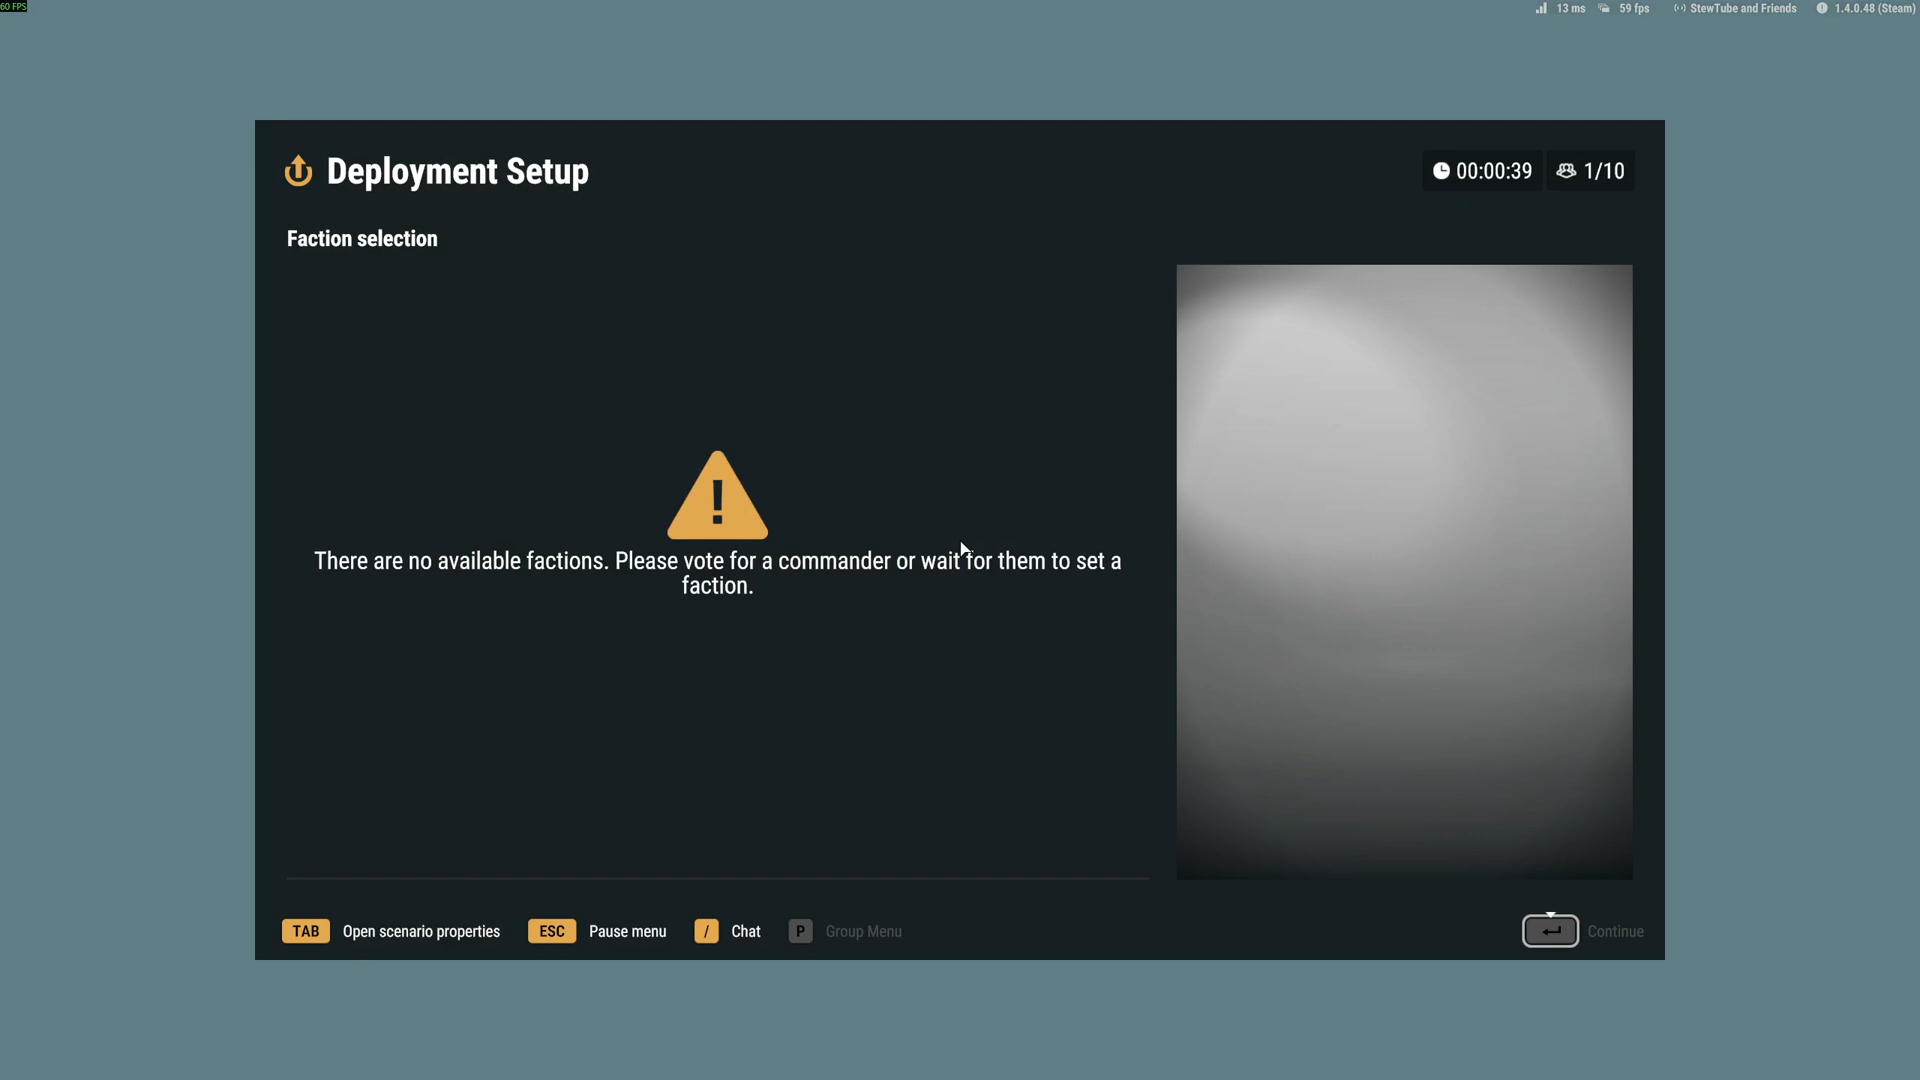 60 FPS
13 ms 59 fps StewTube and Friends 1.4.0.48 (Steam)
Deployment Setup
00:00:39 1/10
Faction selection
!
There are no available factions. Please vote for a commander or wait for them to set a
faction.
TAB Open scenario properties ESC Pause menu / Chat P Group Menu
Continue